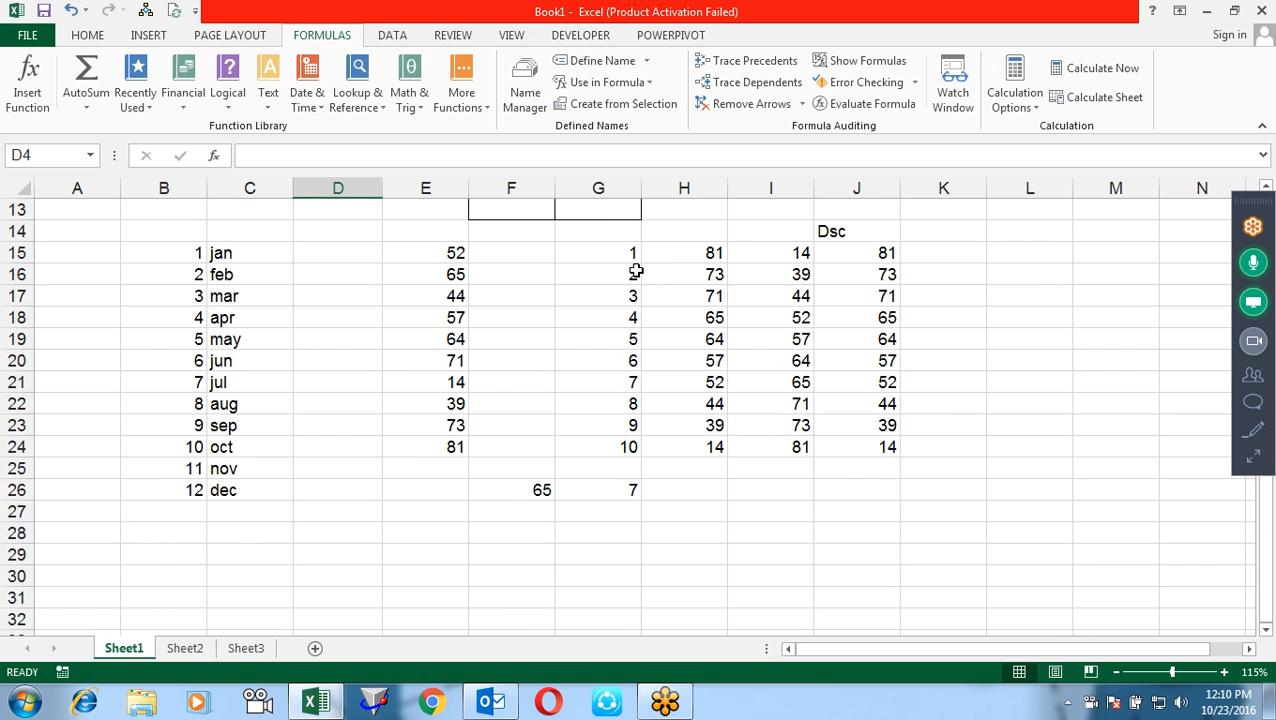 Book1 - Excel (Product Activation Failed)
FILE HOME INSERT PAGE LAYOUT FORMULAS DATA REVIEW VIEW DEVELOPER POWERPIVOT Sign in
Insert Function
AutoSum
Recently Used
Financial
Logical
Text
Date & Time
Lookup & Reference
Math & Trig
More Functions
Function Library
Name Manager
Define Name
Use in Formula
Create from Selection
Defined Names
Trace Precedents
Trace Dependents
Remove Arrows
Show Formulas
Error Checking
Evaluate Formula
Formula Auditing
Watch Window
Calculation Options
Calculate Now
Calculate Sheet
Calculation
D4 fx
A B C D E F G H I J K L M N
13
14 Dsc
15 1 jan 52 1 81 14 81
16 2 feb 65 2 73 39 73
17 3 mar 44 3 71 44 71
18 4 apr 57 4 65 52 65
19 5 may 64 5 64 57 64
20 6 jun 71 6 57 64 57
21 7 jul 14 7 52 65 52
22 8 aug 39 8 44 71 44
23 9 sep 73 9 39 73 39
24 10 oct 81 10 14 81 14
25 11 nov
26 12 dec 65 7
27
28
29
30
31
32
Sheet1 Sheet2 Sheet3
READY 115%
12:10 PM
10/23/2016